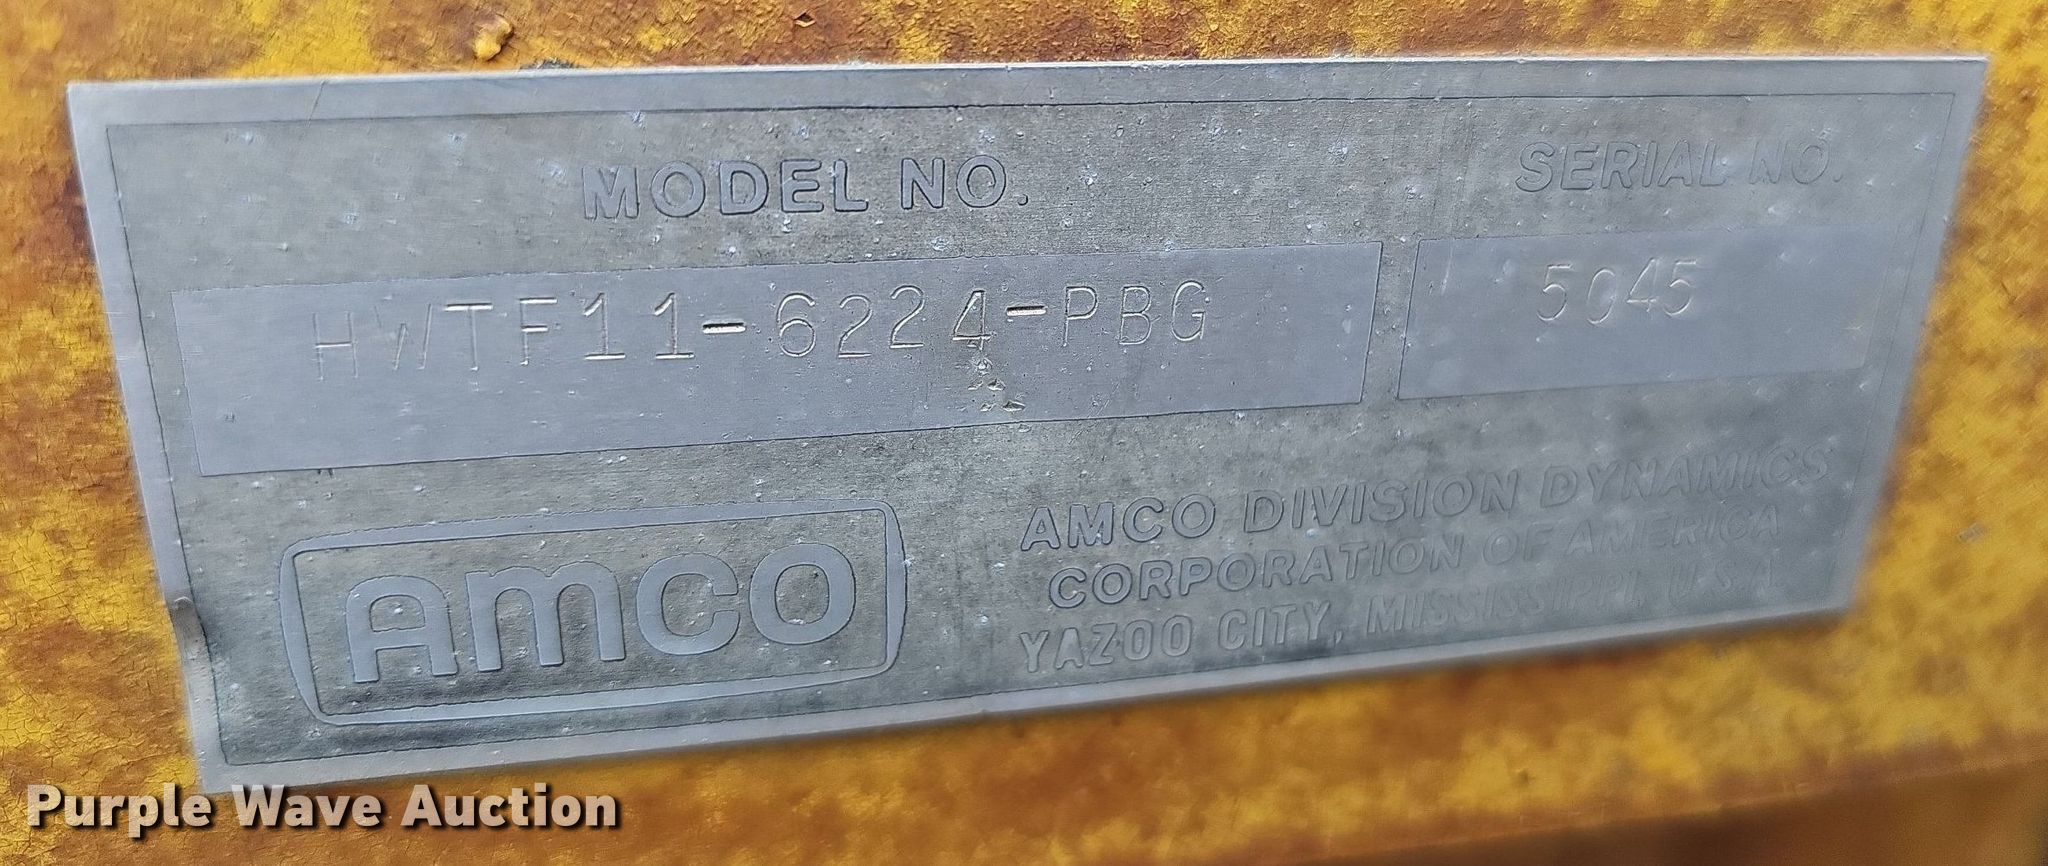 MODEL NO.
SERIAL NO.
HWTF11-6224-PBG
5045
AMCO
AMCO DIVISION DYNAMICS
CORPORATION OF AMERICA
YAZOO CITY, MISSISSIPPI, U.S.A.
Purple Wave Auction